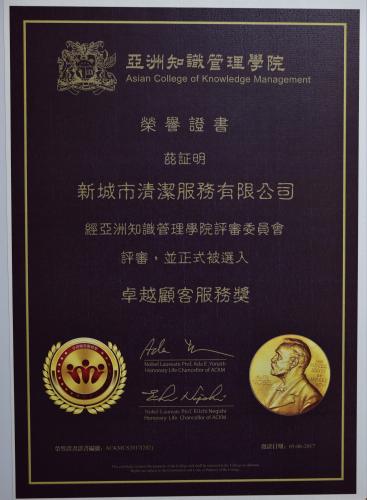 亞洲知識管理學院
Asian College of Knowledge Management
榮譽證書
茲証明
新城市清潔服務有限公司
經亞洲知識管理學院評審委員會
評審，並正式被選入
卓越顧客服務獎
Nobel Laureate Prof. Ada E. Yonath
Honorary Life Chancellor of ACKM
Nobel Laureate Prof. Ei-ichi Negishi
Honorary Life Chancellor of ACKM